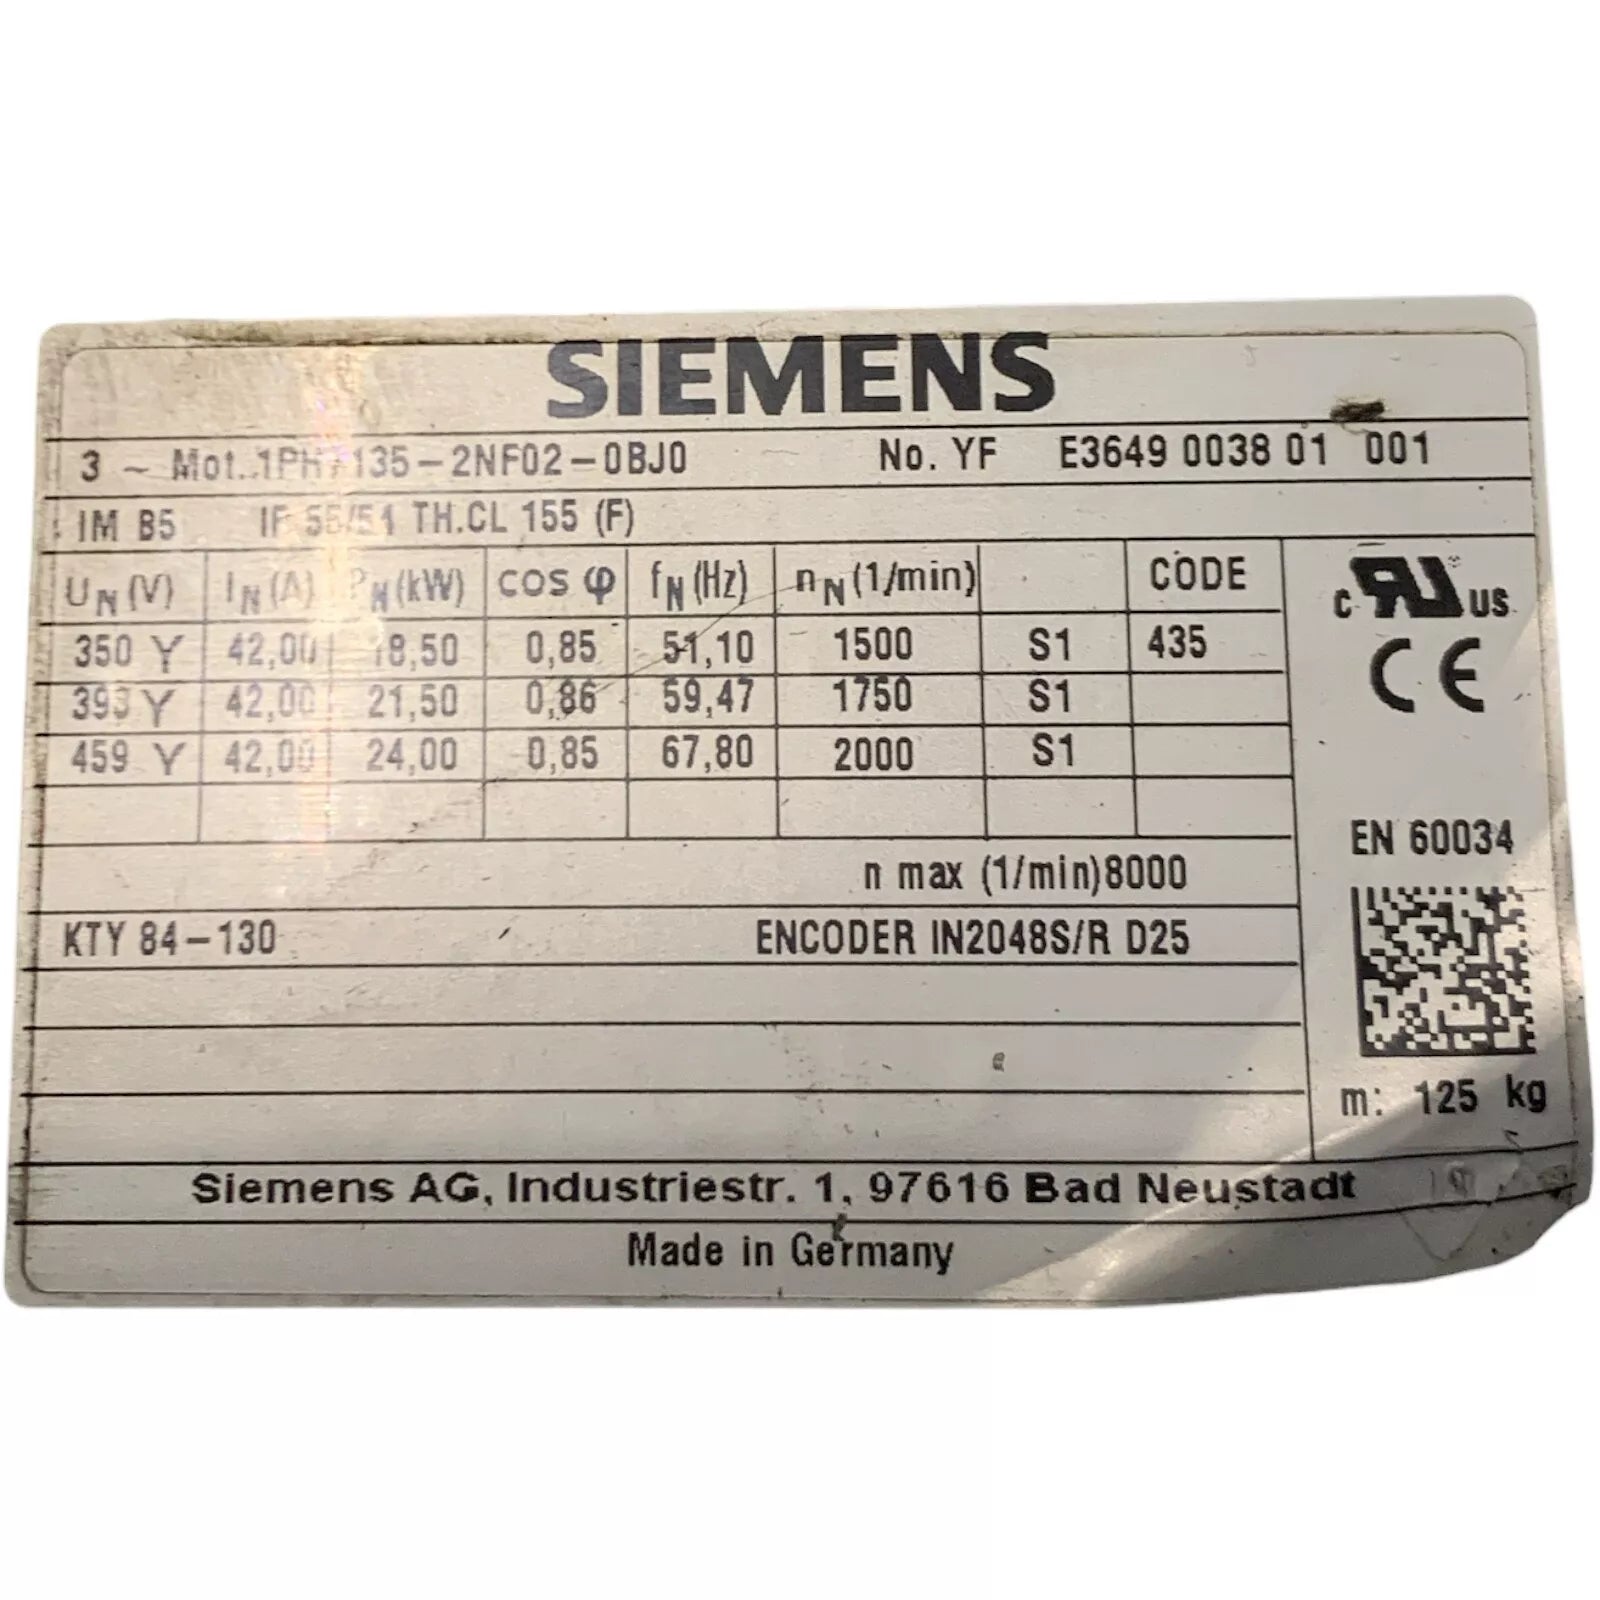 SIEMENS
3 ~ Mot. 1PH7135-2NF02-0BJ0 No. YF E3649 0038 01 001
IM B5 IP 55/51 TH.CL 155 (F)
UN (V) IN (A) PN (kW) cos φ fN (Hz) nN (1/min) CODE
350 Y 42,00 18,50 0,85 51,10 1500 S1 435
393 Y 42,00 21,50 0,86 59,47 1750 S1
459 Y 42,00 24,00 0,85 67,80 2000 S1
c RU us
CE
EN 60034
n max (1/min) 8000
KTY 84-130 ENCODER IN2048S/R D25
m: 125 kg
Siemens AG, Industriestr. 1, 97616 Bad Neustadt
Made in Germany